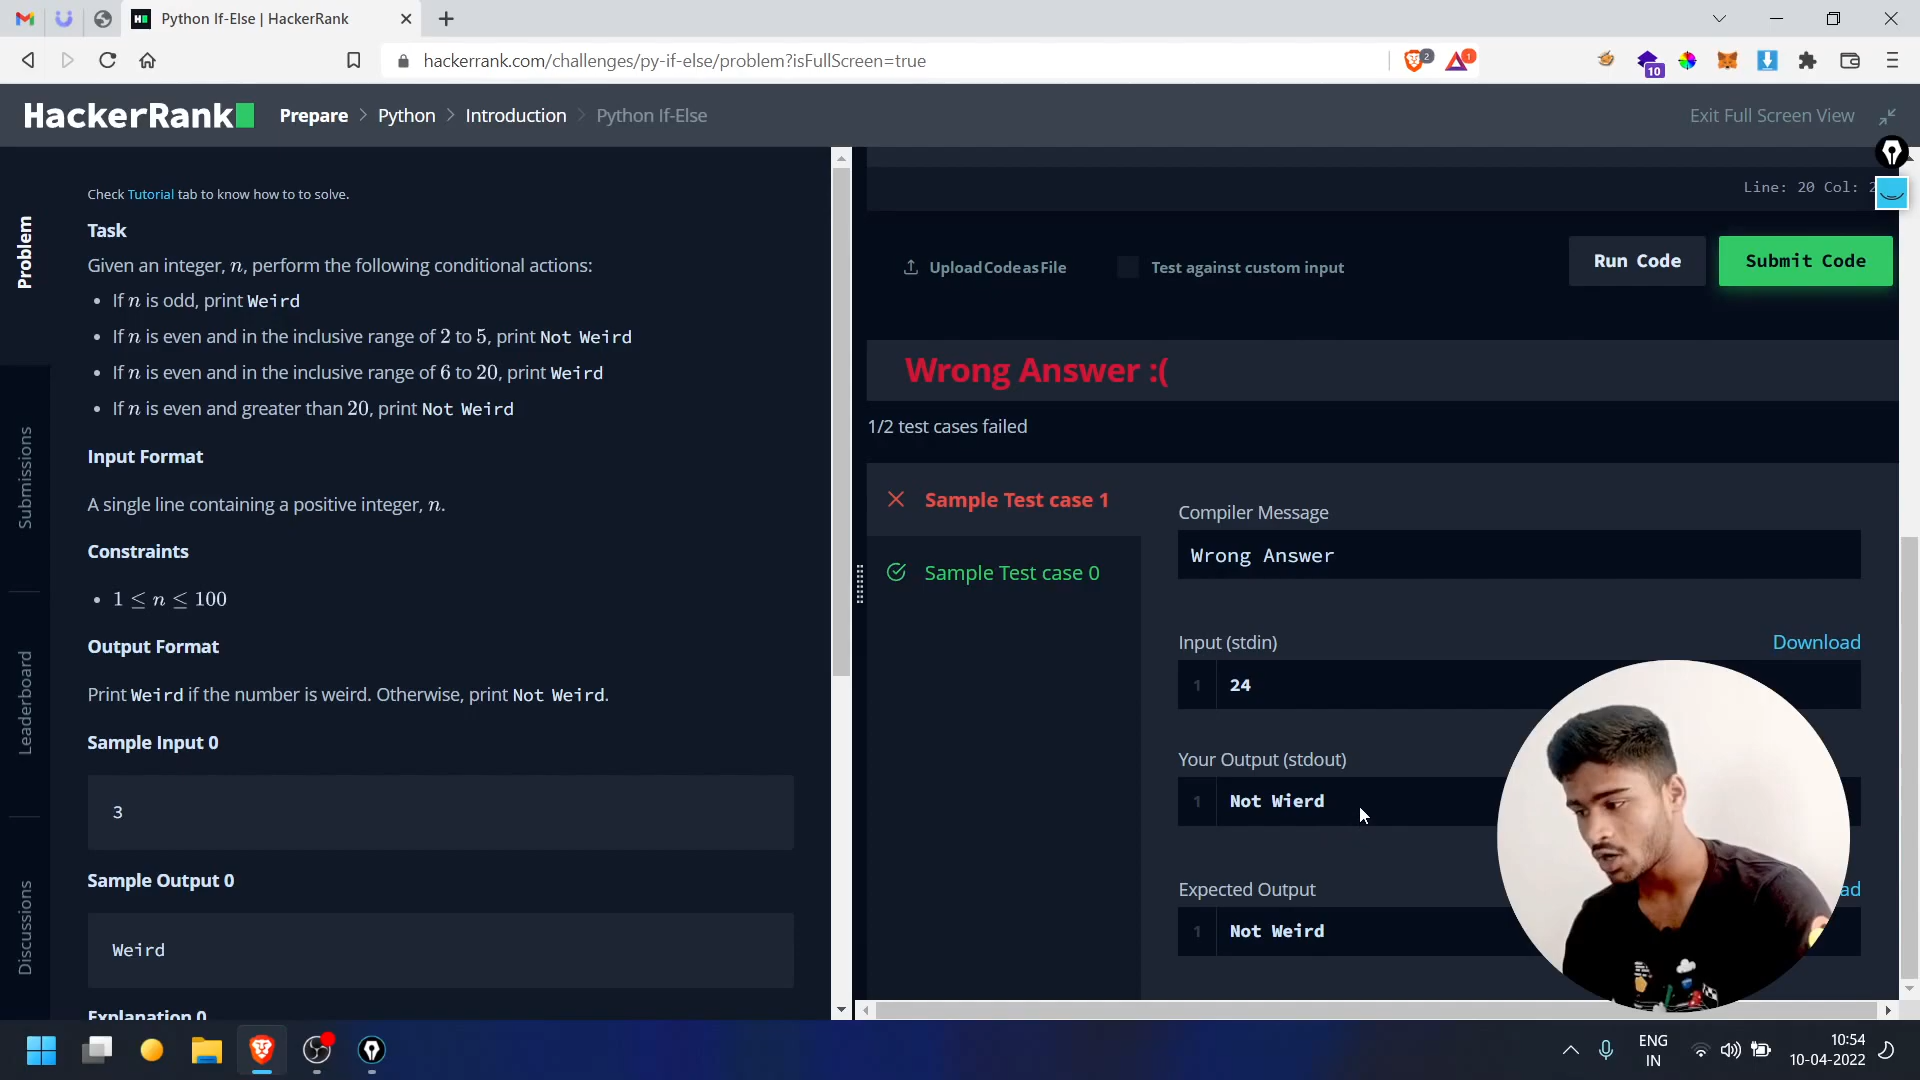 Python If-Else | HackerRank
hackerrank.com/challenges/py-if-else/problem?isFullScreen=true
2
1
10
HackerRank
Prepare > Python > Introduction > Python If-Else
Exit Full Screen View
Problem
Submissions
Leaderboard
Discussions
Check Tutorial tab to know how to to solve.
Task
Given an integer, n, perform the following conditional actions:
• If n is odd, print Weird
• If n is even and in the inclusive range of 2 to 5, print Not Weird
• If n is even and in the inclusive range of 6 to 20, print Weird
• If n is even and greater than 20, print Not Weird
Input Format
A single line containing a positive integer, n.
Constraints
• 1 ≤ n ≤ 100
Output Format
Print Weird if the number is weird. Otherwise, print Not Weird.
Sample Input 0
3
Sample Output 0
Weird
Explanation 0
Line: 20 Col: 2
Upload Code as File
Test against custom input
Run Code
Submit Code
Wrong Answer :(
1/2 test cases failed
Sample Test case 1
Sample Test case 0
Compiler Message
Wrong Answer
Input (stdin)
Download
1 24
Your Output (stdout)
1 Not Wierd
Expected Output
1 Not Weird
ENG
IN
10:54
10-04-2022